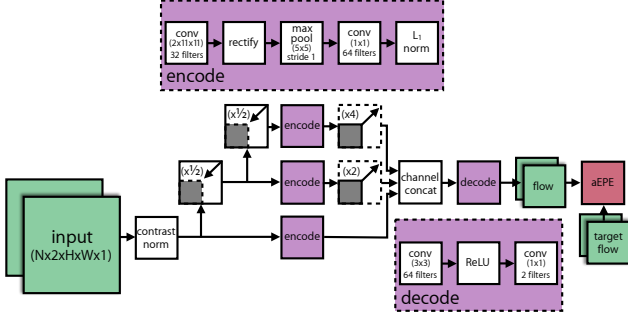 conv
(2x11x11)
32 filters
rectify
max
pool
(5x5)
stride 1
conv
(1x1)
64 filters
L1
norm
encode
(x½)
encode
(x4)
(x½)
encode
(x2)
channel
concat
decode
flow
aEPE
input
(Nx2xHxWx1)
contrast
norm
encode
target
flow
conv
(3x3)
64 filters
ReLU
conv
(1x1)
2 filters
decode